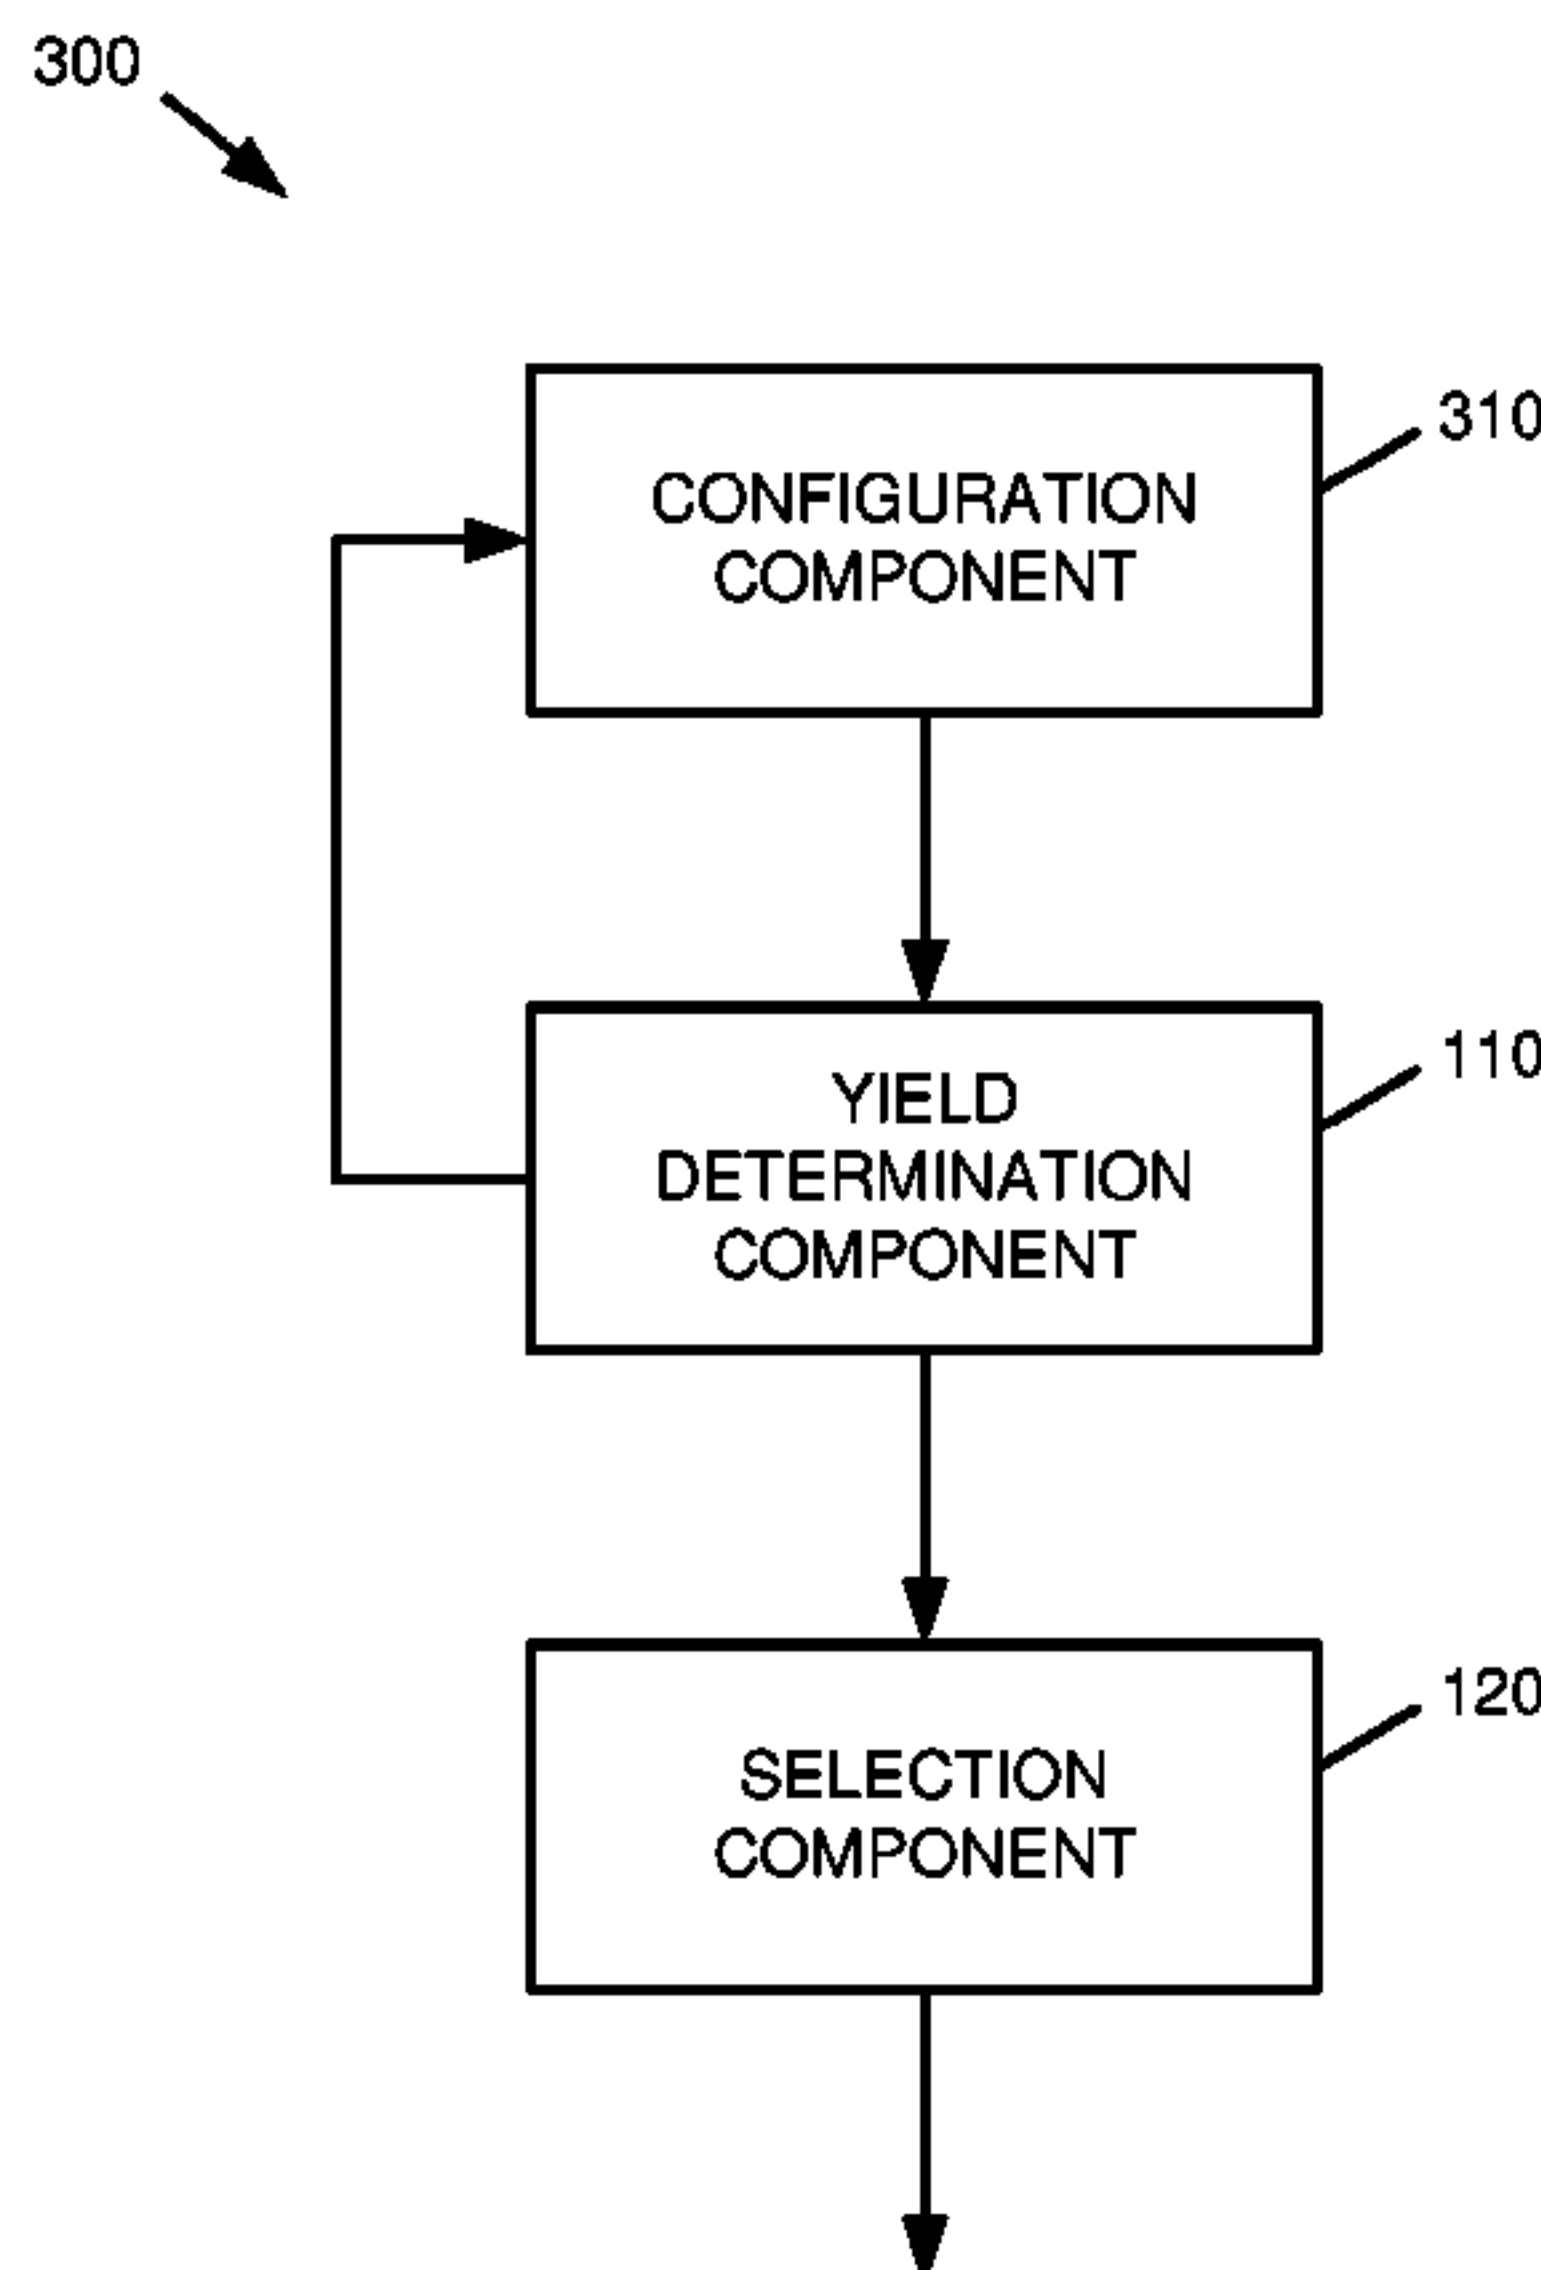 300
310
CONFIGURATION
COMPONENT
110
YIELD
DETERMINATION
COMPONENT
120
SELECTION
COMPONENT